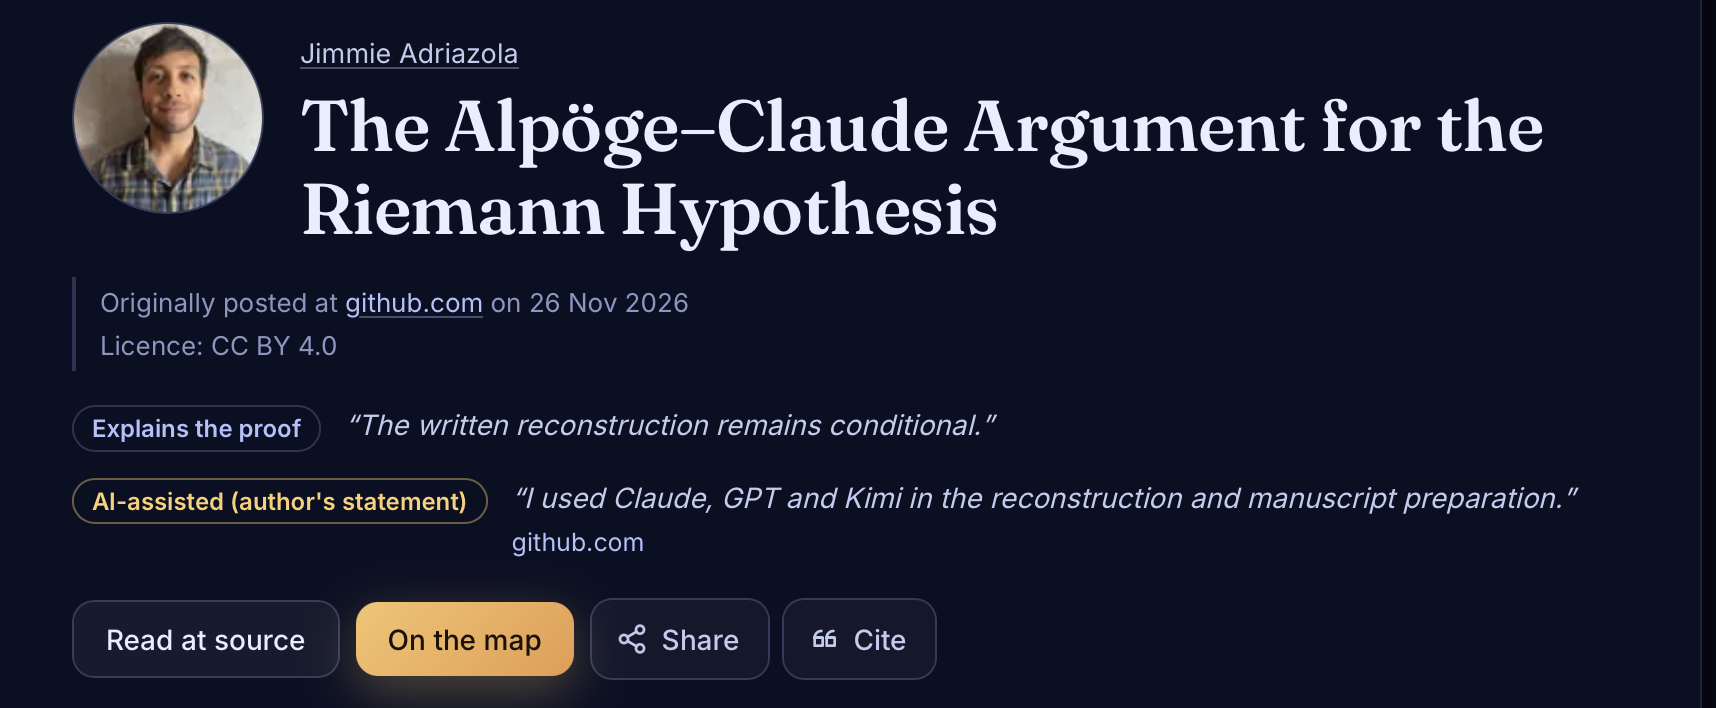 Jimmie Adriazola
The Alpöge–Claude Argument for the
Riemann Hypothesis
Originally posted at github.com on 26 Nov 2026
Licence: CC BY 4.0
Explains the proof
“The written reconstruction remains conditional.”
AI-assisted (author's statement)
“I used Claude, GPT and Kimi in the reconstruction and manuscript preparation.”
github.com
Read at source
On the map
Share
Cite